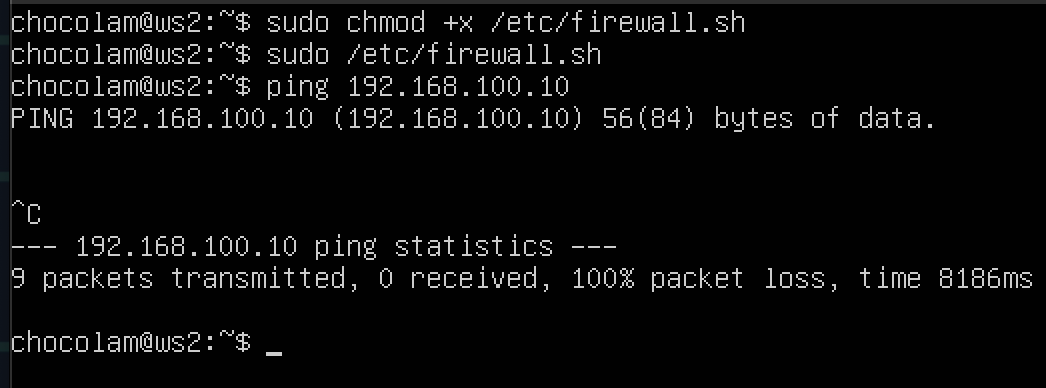 chocolam@ws2:~$ sudo chmod +x /etc/firewall.sh
chocolam@ws2:~$ sudo /etc/firewall.sh
chocolam@ws2:~$ ping 192.168.100.10
PING 192.168.100.10 (192.168.100.10) 56(84) bytes of data.
^C
--- 192.168.100.10 ping statistics ---
9 packets transmitted, 0 received, 100% packet loss, time 8186ms
chocolam@ws2:~$ _